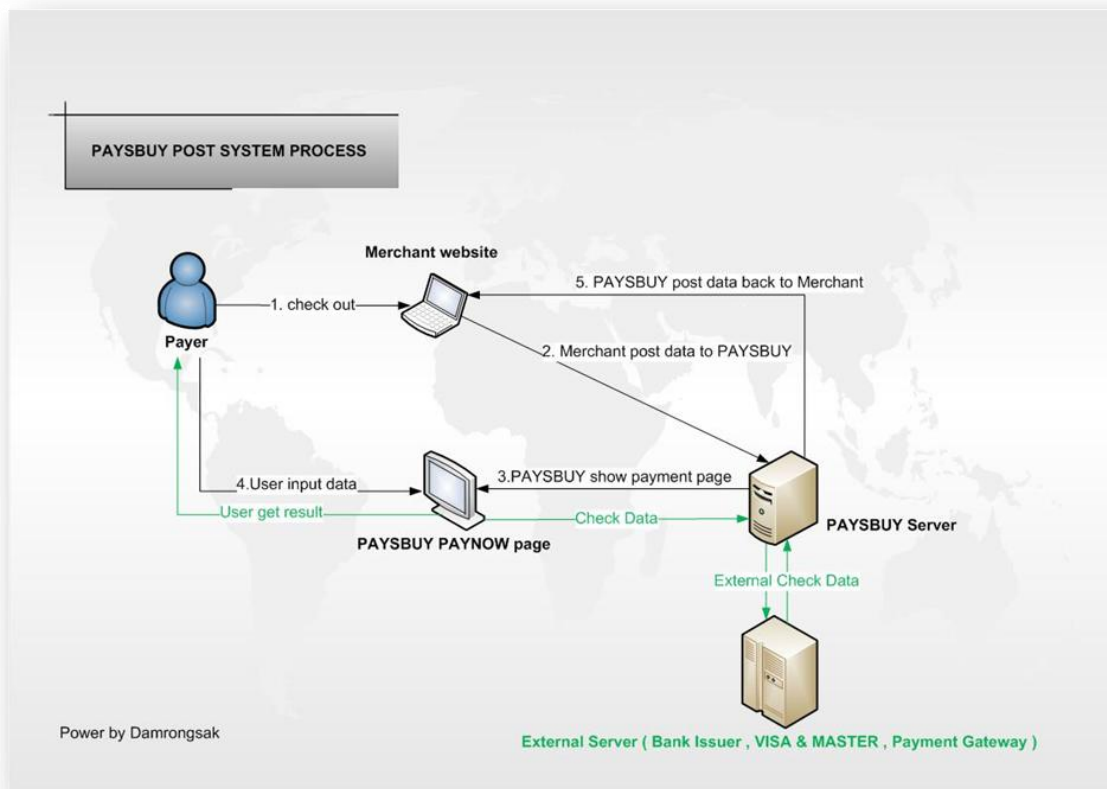 PAYSBUY POST SYSTEM PROCESS
Merchant website
5. PAYSBUY post data back to Merchant
1. check out
Payer
2. Merchant post data to PAYSBUY
3.PAYSBUY show payment page
4.User input data
User get result
Check Data
PAYSBUY Server
PAYSBUY PAYNOW page
External Check Data
Power by Damrongsak
External Server ( Bank Issuer , VISA & MASTER , Payment Gateway )